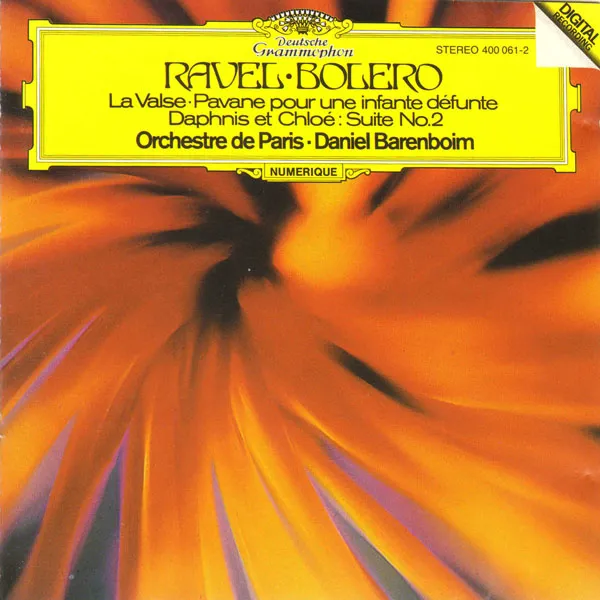 Deutsche
Grammophon
STEREO 400 061-2
DIGITAL
RECORDING
RAVEL·BOLERO
La Valse·Pavane pour une infante défunte
Daphnis et Chloé: Suite No.2
Orchestre de Paris·Daniel Barenboim
NUMERIQUE